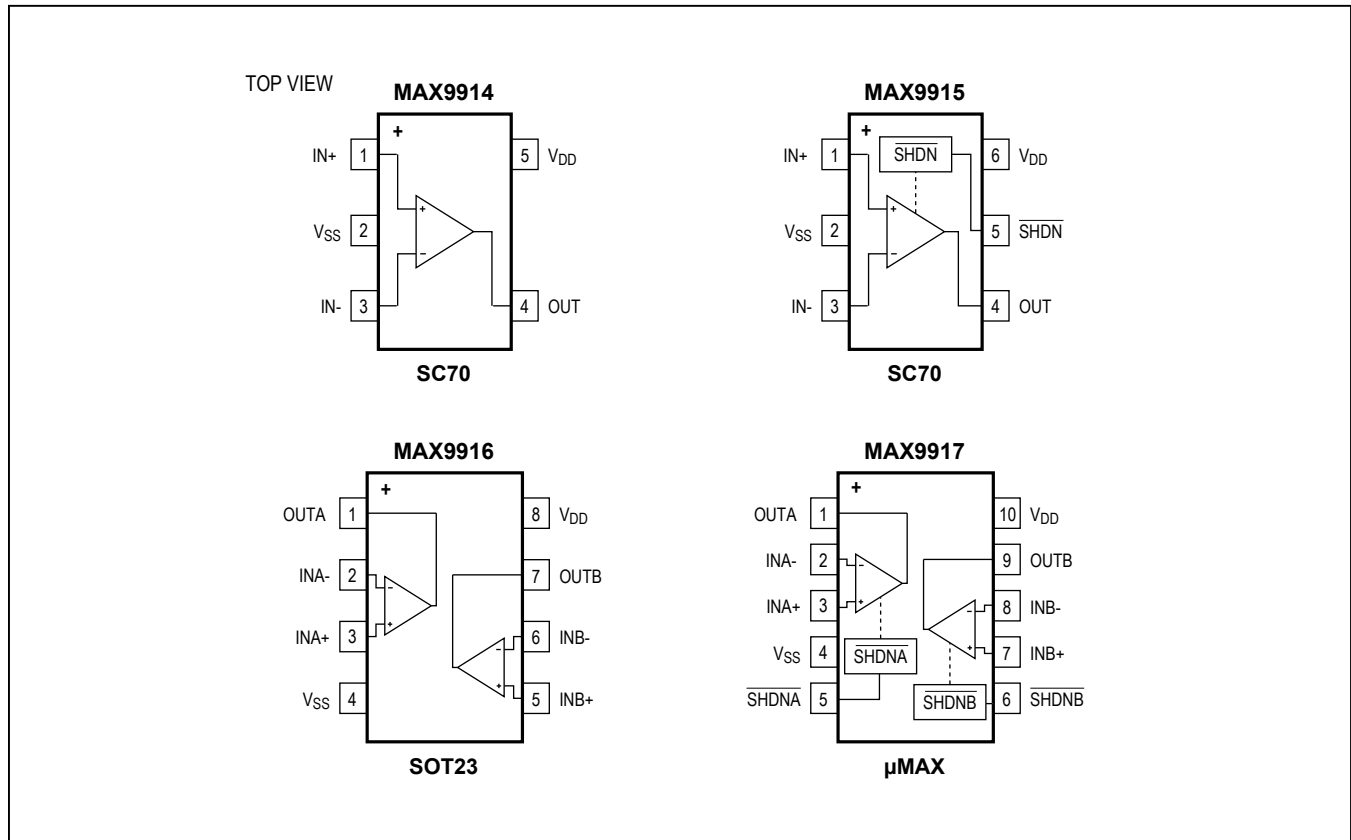 TOP VIEW
MAX9914
+
IN+ 1
5 VDD
VSS 2
+
−
IN- 3
4 OUT
SC70
MAX9915
+
IN+ 1
SHDN
6 VDD
VSS 2
+
−
5 SHDN
IN- 3
4 OUT
SC70
MAX9916
+
OUTA 1
8 VDD
INA- 2
−
7 OUTB
INA+ 3
+
−
6 INB-
VSS 4
+
5 INB+
SOT23
MAX9917
+
OUTA 1
10 VDD
INA- 2
−
9 OUTB
INA+ 3
+
−
8 INB-
VSS 4
SHDNA
+
7 INB+
SHDNA 5
SHDNB
6 SHDNB
µMAX